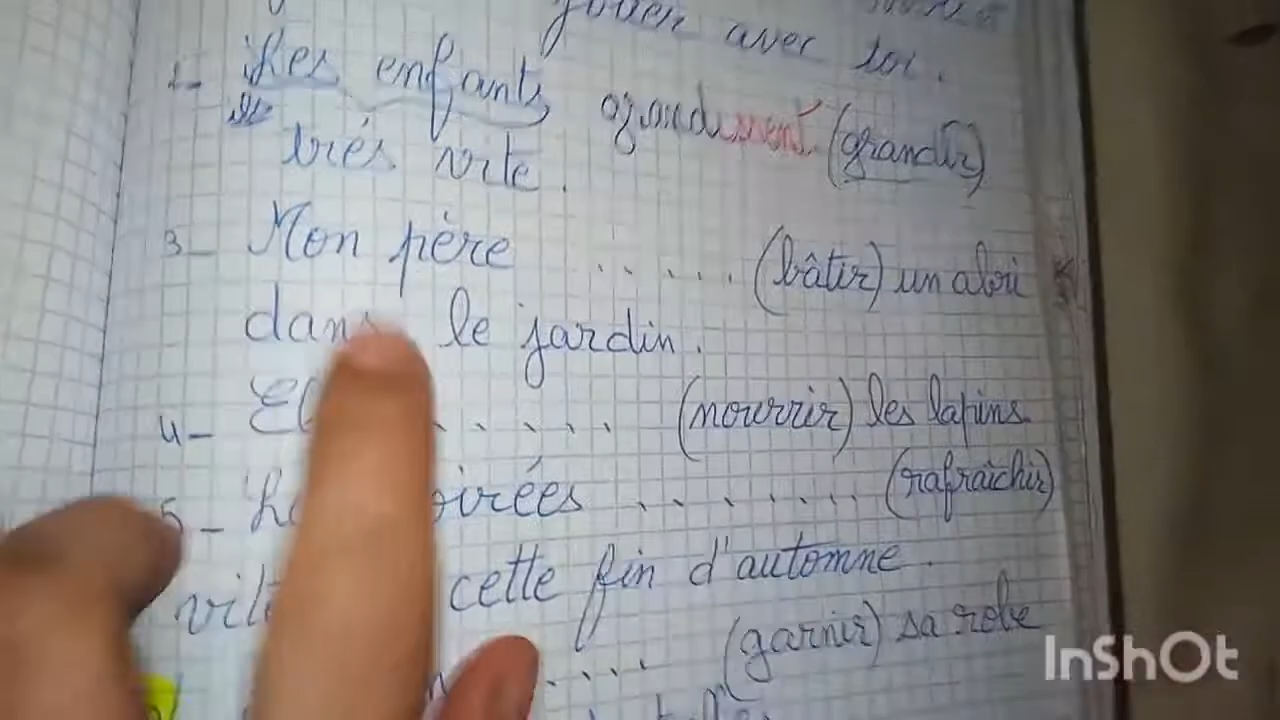 jouer avec toi.
1- Les enfants grandissent (grandir)
très vite.
3- Mon père ...... (bâtir) un abri
dans le jardin.
4- ...... (nourrir) les lapins.
5- ........ (rafraîchir)
cette fin d'automne.
..... (garnir) sa robe
InShOt